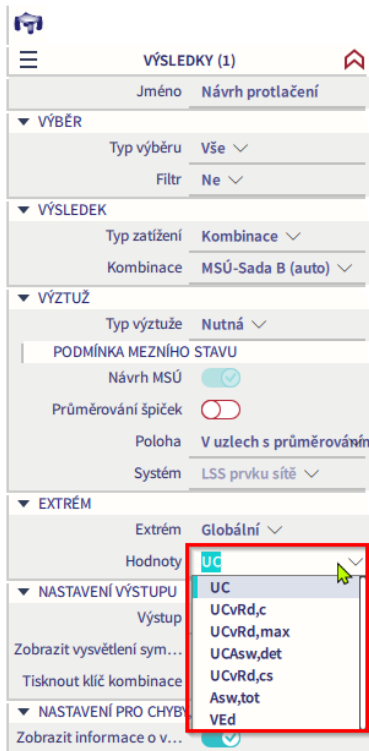 VÝSLEDKY (1)
Jméno Návrh protlačení
VÝBĚR
Typ výběru Vše
Filtr Ne
VÝSLEDEK
Typ zatížení Kombinace
Kombinace MSÚ-Sada B (auto)
VÝZTUŽ
Typ výztuže Nutná
PODMÍNKA MEZNÍHO STAVU
Návrh MSÚ
Průměrování špiček
Poloha V uzlech s průměrováním
Systém LSS prvku sítě
EXTRÉM
Extrém Globální
Hodnoty UC
NASTAVENÍ VÝSTUPU UC
UCvRd,c
Výstup UCvRd,max
Zobrazit vysvětlení sym... UCAsw,det
UCvRd,cs
Tisknout klíč kombinace Asw,tot
NASTAVENÍ PRO CHYBY VEd
Zobrazit informace o v...